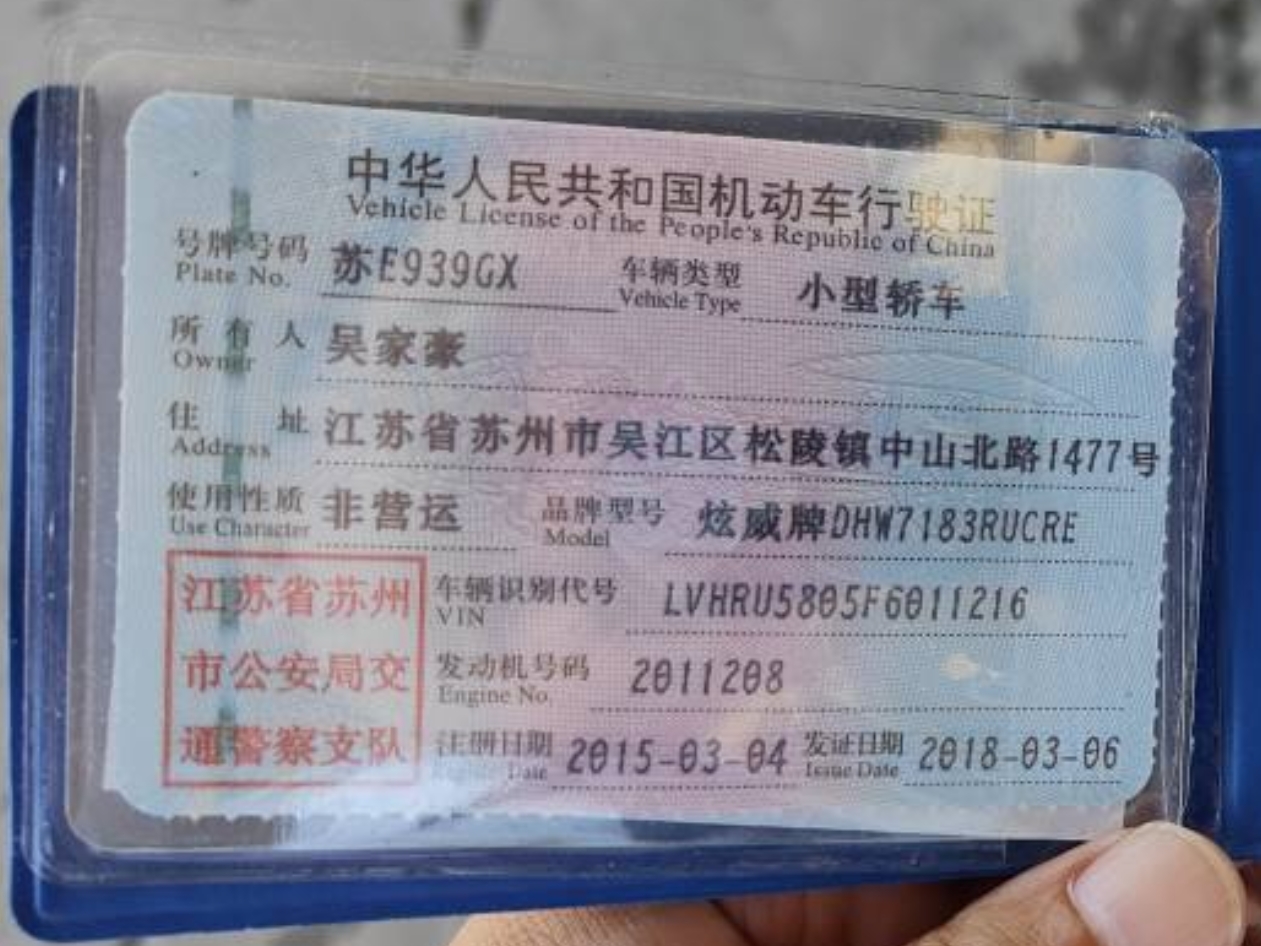 中华人民共和国机动车行驶证
Vehicle License of the People's Republic of China
号牌号码 苏E939GX 车辆类型 小型轿车
Plate No. Vehicle Type
所有人 吴家豪
Owner
住址 江苏省苏州市吴江区松陵镇中山北路1477号
Address
使用性质 非营运 品牌型号 炫威牌DHW7183RUCRE
Use Character Model
江苏省苏州
市公安局交
通警察支队
车辆识别代号 LVHRU5805F6011216
VIN
发动机号码 2011208
Engine No.
注册日期 2015-03-04 发证日期 2018-03-06
Register Date Issue Date